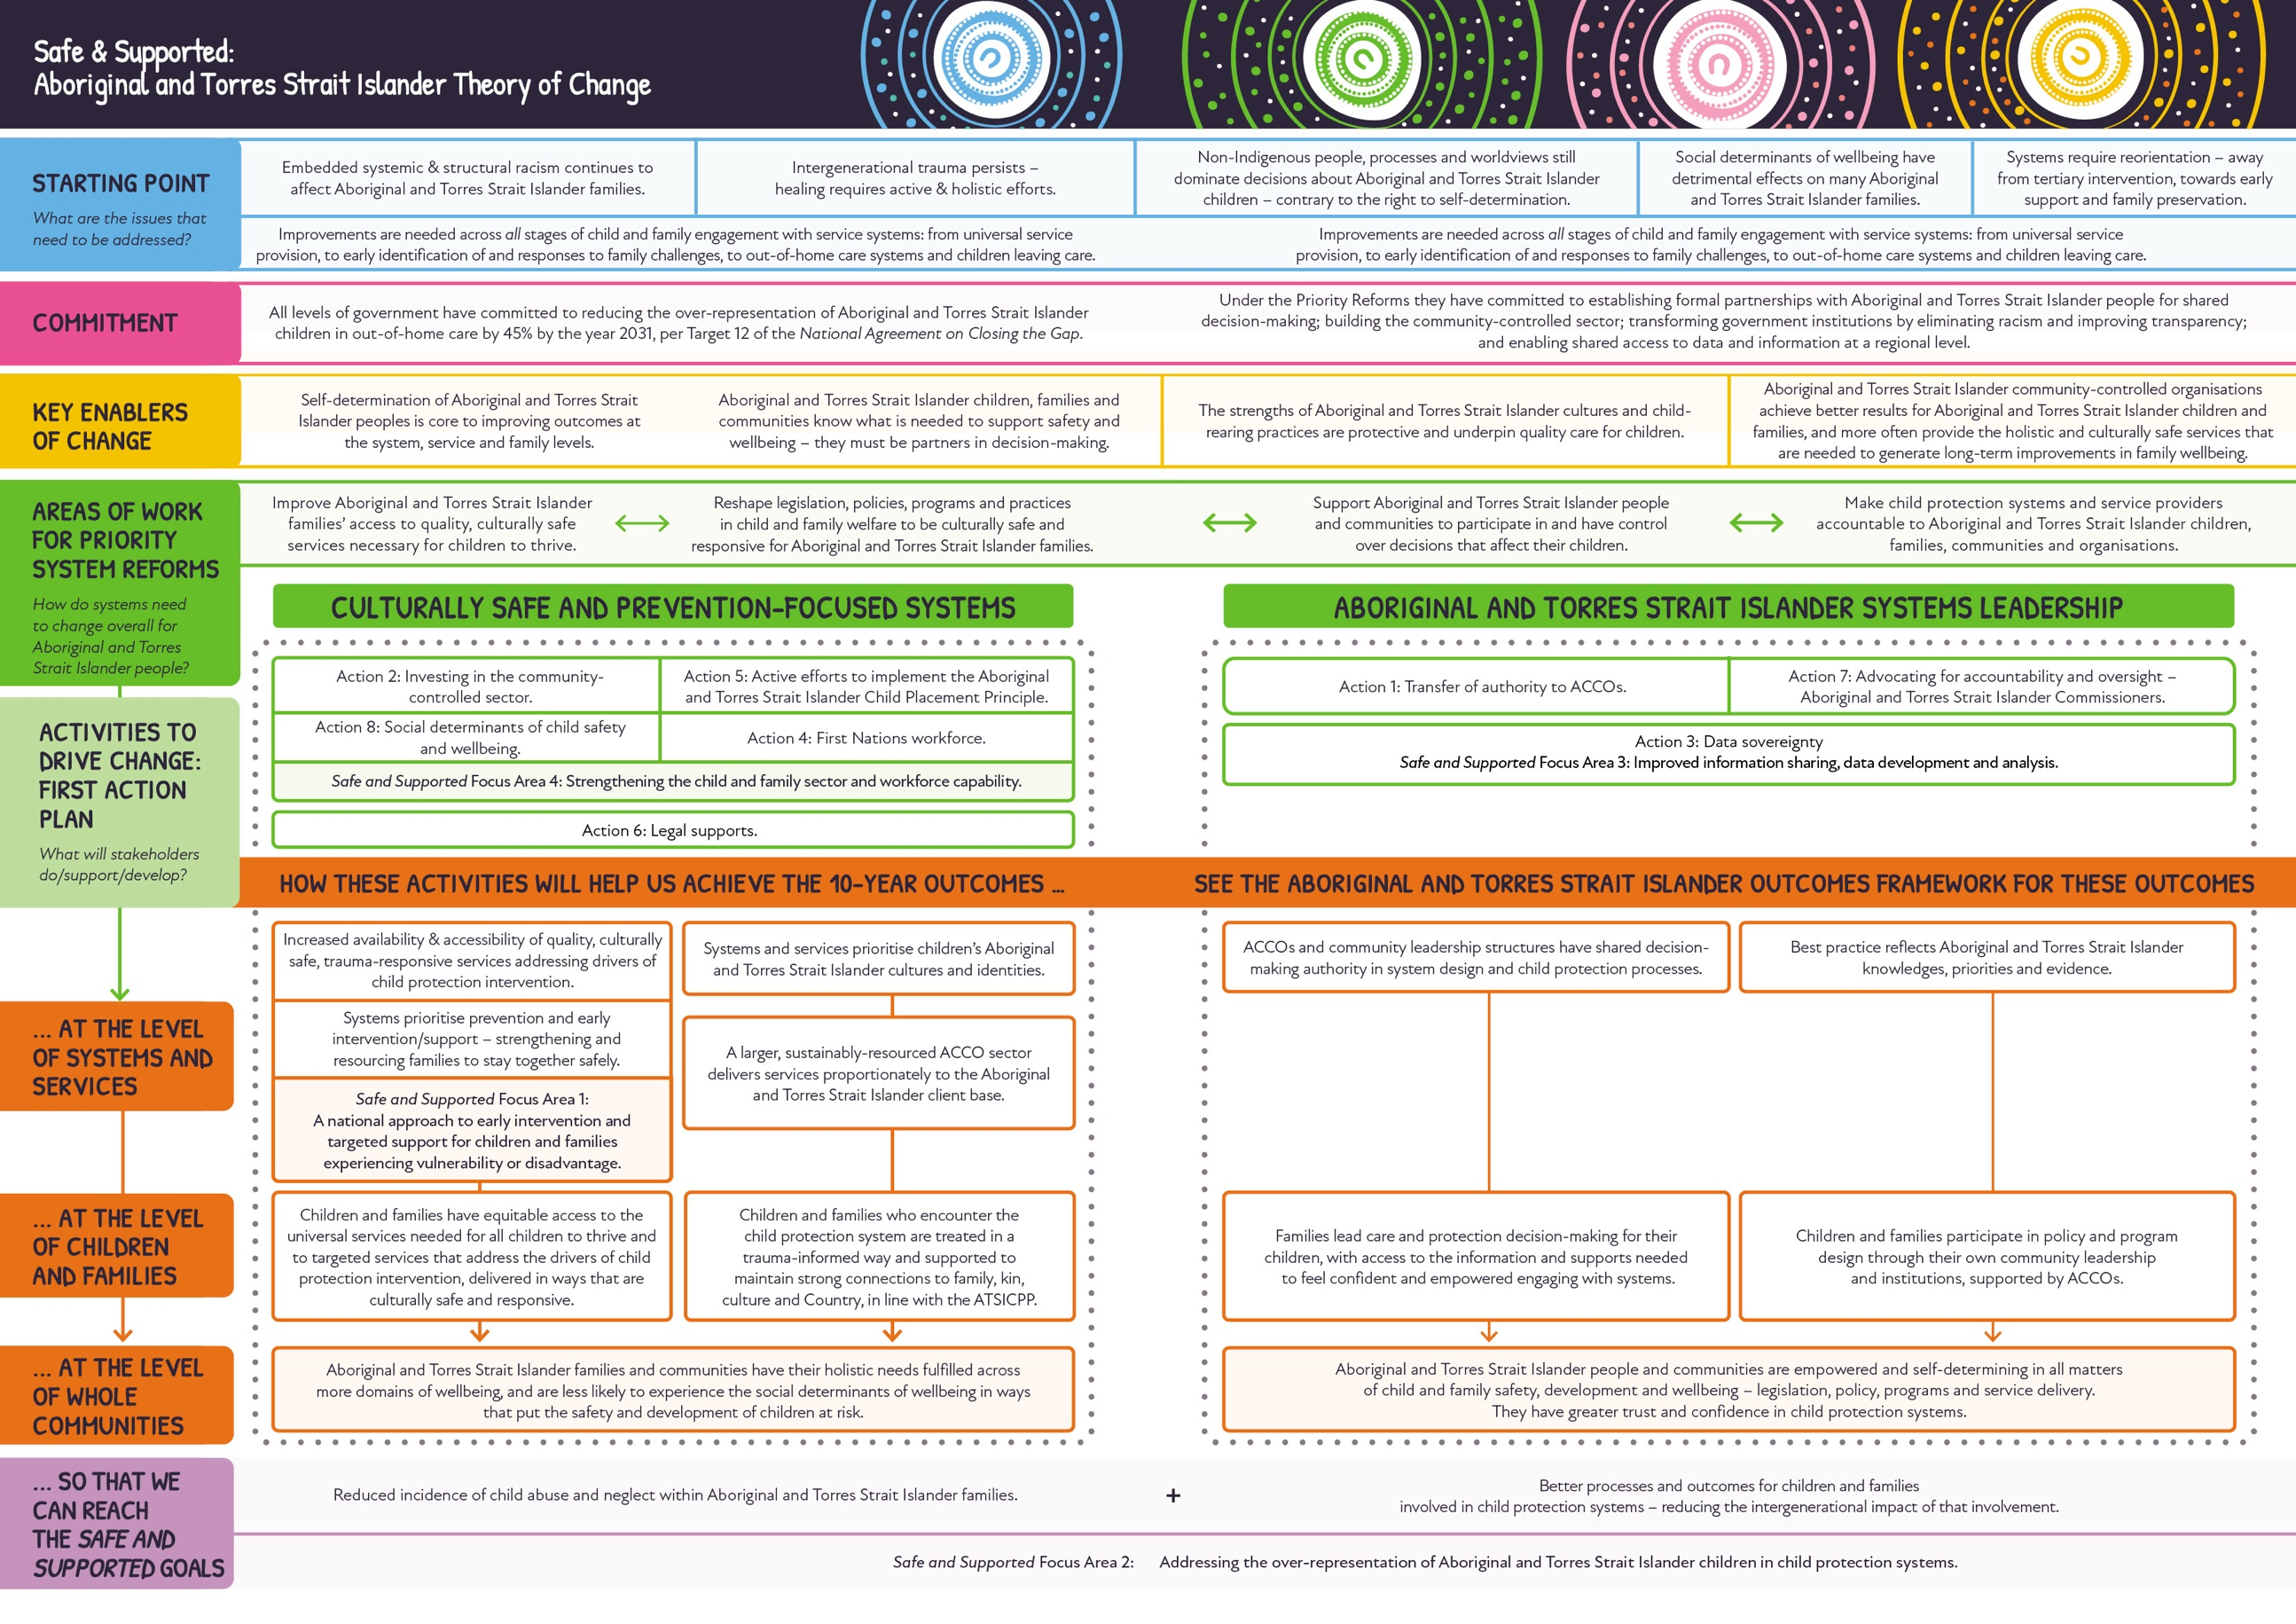 Safe & Supported:
Aboriginal and Torres Strait Islander Theory of Change
STARTING POINT
What are the issues that
need to be addressed?
Embedded systemic & structural racism continues to
affect Aboriginal and Torres Strait Islander families.
Intergenerational trauma persists –
healing requires active & holistic efforts.
Non-Indigenous people, processes and worldviews still
dominate decisions about Aboriginal and Torres Strait Islander
children – contrary to the right to self-determination.
Social determinants of wellbeing have
detrimental effects on many Aboriginal
and Torres Strait Islander families.
Systems require reorientation – away
from tertiary intervention, towards early
support and family preservation.
Improvements are needed across all stages of child and family engagement with service systems: from universal service
provision, to early identification of and responses to family challenges, to out-of-home care systems and children leaving care.
Improvements are needed across all stages of child and family engagement with service systems: from universal service
provision, to early identification of and responses to family challenges, to out-of-home care systems and children leaving care.
COMMITMENT
All levels of government have committed to reducing the over-representation of Aboriginal and Torres Strait Islander
children in out-of-home care by 45% by the year 2031, per Target 12 of the National Agreement on Closing the Gap.
Under the Priority Reforms they have committed to establishing formal partnerships with Aboriginal and Torres Strait Islander people for shared
decision-making; building the community-controlled sector; transforming government institutions by eliminating racism and improving transparency;
and enabling shared access to data and information at a regional level.
KEY ENABLERS
OF CHANGE
Self-determination of Aboriginal and Torres Strait
Islander peoples is core to improving outcomes at
the system, service and family levels.
Aboriginal and Torres Strait Islander children, families and
communities know what is needed to support safety and
wellbeing – they must be partners in decision-making.
The strengths of Aboriginal and Torres Strait Islander cultures and child-
rearing practices are protective and underpin quality care for children.
Aboriginal and Torres Strait Islander community-controlled organisations
achieve better results for Aboriginal and Torres Strait Islander children and
families, and more often provide the holistic and culturally safe services that
are needed to generate long-term improvements in family wellbeing.
AREAS OF WORK
FOR PRIORITY
SYSTEM REFORMS
How do systems need
to change overall for
Aboriginal and Torres
Strait Islander people?
Improve Aboriginal and Torres Strait Islander
families' access to quality, culturally safe
services necessary for children to thrive.
Reshape legislation, policies, programs and practices
in child and family welfare to be culturally safe and
responsive for Aboriginal and Torres Strait Islander families.
Support Aboriginal and Torres Strait Islander people
and communities to participate in and have control
over decisions that affect their children.
Make child protection systems and service providers
accountable to Aboriginal and Torres Strait Islander children,
families, communities and organisations.
CULTURALLY SAFE AND PREVENTION-FOCUSED SYSTEMS
ABORIGINAL AND TORRES STRAIT ISLANDER SYSTEMS LEADERSHIP
ACTIVITIES TO
DRIVE CHANGE:
FIRST ACTION
PLAN
What will stakeholders
do/support/develop?
Action 2: Investing in the community-
controlled sector.
Action 5: Active efforts to implement the Aboriginal
and Torres Strait Islander Child Placement Principle.
Action 8: Social determinants of child safety
and wellbeing.
Action 4: First Nations workforce.
Safe and Supported Focus Area 4: Strengthening the child and family sector and workforce capability.
Action 6: Legal supports.
Action 1: Transfer of authority to ACCOs.
Action 7: Advocating for accountability and oversight –
Aboriginal and Torres Strait Islander Commissioners.
Action 3: Data sovereignty
Safe and Supported Focus Area 3: Improved information sharing, data development and analysis.
HOW THESE ACTIVITIES WILL HELP US ACHIEVE THE 10-YEAR OUTCOMES ...
SEE THE ABORIGINAL AND TORRES STRAIT ISLANDER OUTCOMES FRAMEWORK FOR THESE OUTCOMES
... AT THE LEVEL
OF SYSTEMS AND
SERVICES
Increased availability & accessibility of quality, culturally
safe, trauma-responsive services addressing drivers of
child protection intervention.
Systems prioritise prevention and early
intervention/support – strengthening and
resourcing families to stay together safely.
Safe and Supported Focus Area 1:
A national approach to early intervention and
targeted support for children and families
experiencing vulnerability or disadvantage.
Systems and services prioritise children's Aboriginal
and Torres Strait Islander cultures and identities.
A larger, sustainably-resourced ACCO sector
delivers services proportionately to the Aboriginal
and Torres Strait Islander client base.
ACCOs and community leadership structures have shared decision-
making authority in system design and child protection processes.
Best practice reflects Aboriginal and Torres Strait Islander
knowledges, priorities and evidence.
... AT THE LEVEL
OF CHILDREN
AND FAMILIES
Children and families have equitable access to the
universal services needed for all children to thrive and
to targeted services that address the drivers of child
protection intervention, delivered in ways that are
culturally safe and responsive.
Children and families who encounter the
child protection system are treated in a
trauma-informed way and supported to
maintain strong connections to family, kin,
culture and Country, in line with the ATSICPP.
Families lead care and protection decision-making for their
children, with access to the information and supports needed
to feel confident and empowered engaging with systems.
Children and families participate in policy and program
design through their own community leadership
and institutions, supported by ACCOs.
... AT THE LEVEL
OF WHOLE
COMMUNITIES
Aboriginal and Torres Strait Islander families and communities have their holistic needs fulfilled across
more domains of wellbeing, and are less likely to experience the social determinants of wellbeing in ways
that put the safety and development of children at risk.
Aboriginal and Torres Strait Islander people and communities are empowered and self-determining in all matters
of child and family safety, development and wellbeing – legislation, policy, programs and service delivery.
They have greater trust and confidence in child protection systems.
... SO THAT WE
CAN REACH
THE SAFE AND
SUPPORTED GOALS
Reduced incidence of child abuse and neglect within Aboriginal and Torres Strait Islander families.
+
Better processes and outcomes for children and families
involved in child protection systems – reducing the intergenerational impact of that involvement.
Safe and Supported Focus Area 2: Addressing the over-representation of Aboriginal and Torres Strait Islander children in child protection systems.